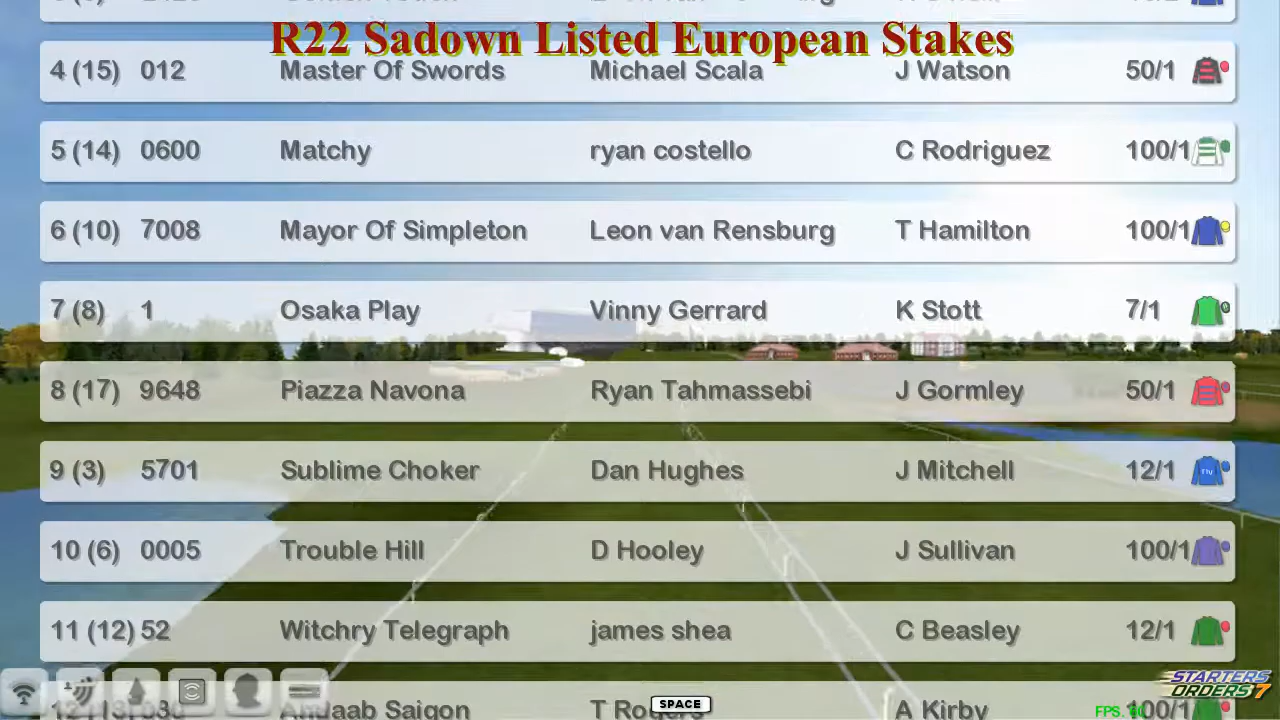 R22 Sadown Listed European Stakes
4 (15) 012 Master Of Swords Michael Scala J Watson 50/1
5 (14) 0600 Matchy ryan costello C Rodriguez 100/1
6 (10) 7008 Mayor Of Simpleton Leon van Rensburg T Hamilton 100/1
7 (8) 1 Osaka Play Vinny Gerrard K Stott 7/1
8 (17) 9648 Piazza Navona Ryan Tahmassebi J Gormley 50/1
9 (3) 5701 Sublime Choker Dan Hughes J Mitchell 12/1
10 (6) 0005 Trouble Hill D Hooley J Sullivan 100/1
11 (12) 52 Witchry Telegraph james shea C Beasley 12/1
STARTERS
ORDERS 7
Saigon A Kirby
SPACE
FPS.